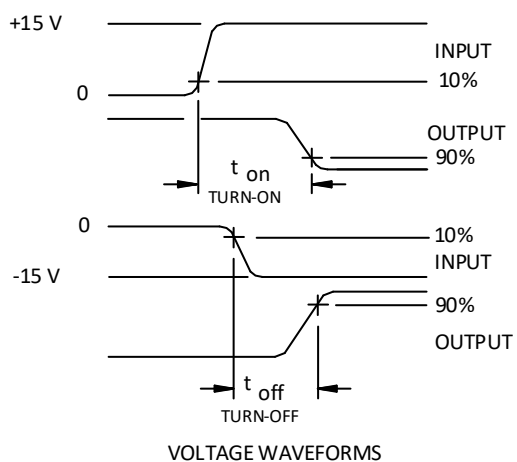 +15 V
INPUT
10%
0
OUTPUT
90%
t on
TURN-ON
0
10%
INPUT
-15 V
90%
OUTPUT
t off
TURN-OFF
VOLTAGE WAVEFORMS